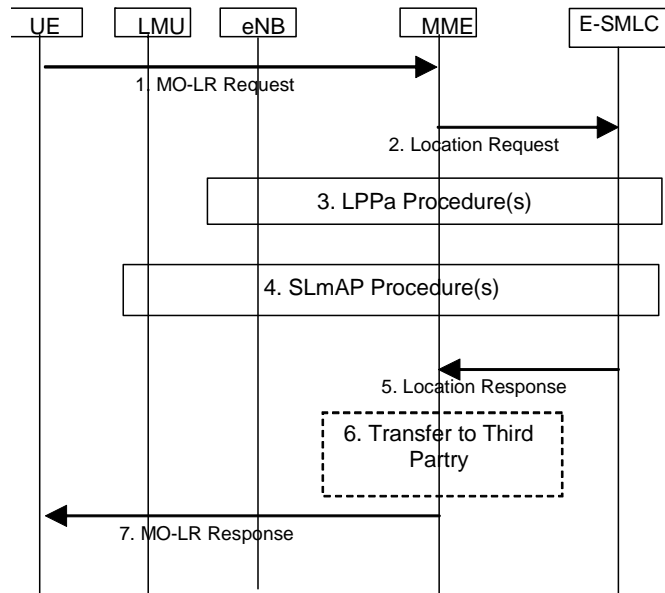 UE LMU eNB MME E-SMLC
1. MO-LR Request
2. Location Request
3. LPPa Procedure(s)
4. SLmAP Procedure(s)
5. Location Response
6. Transfer to Third
Partry
7. MO-LR Response